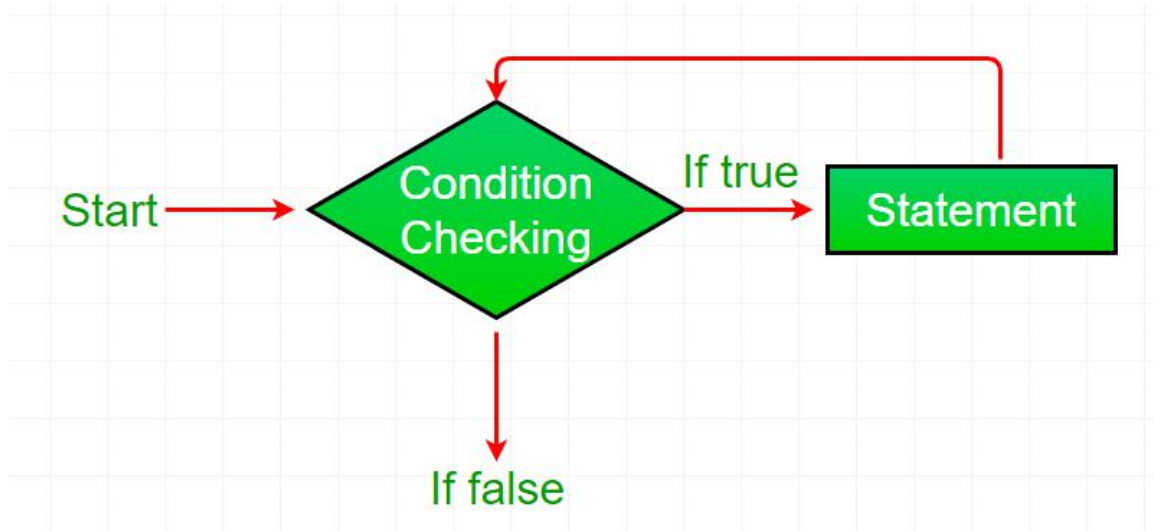 Start
Condition
Checking
If true
Statement
If false